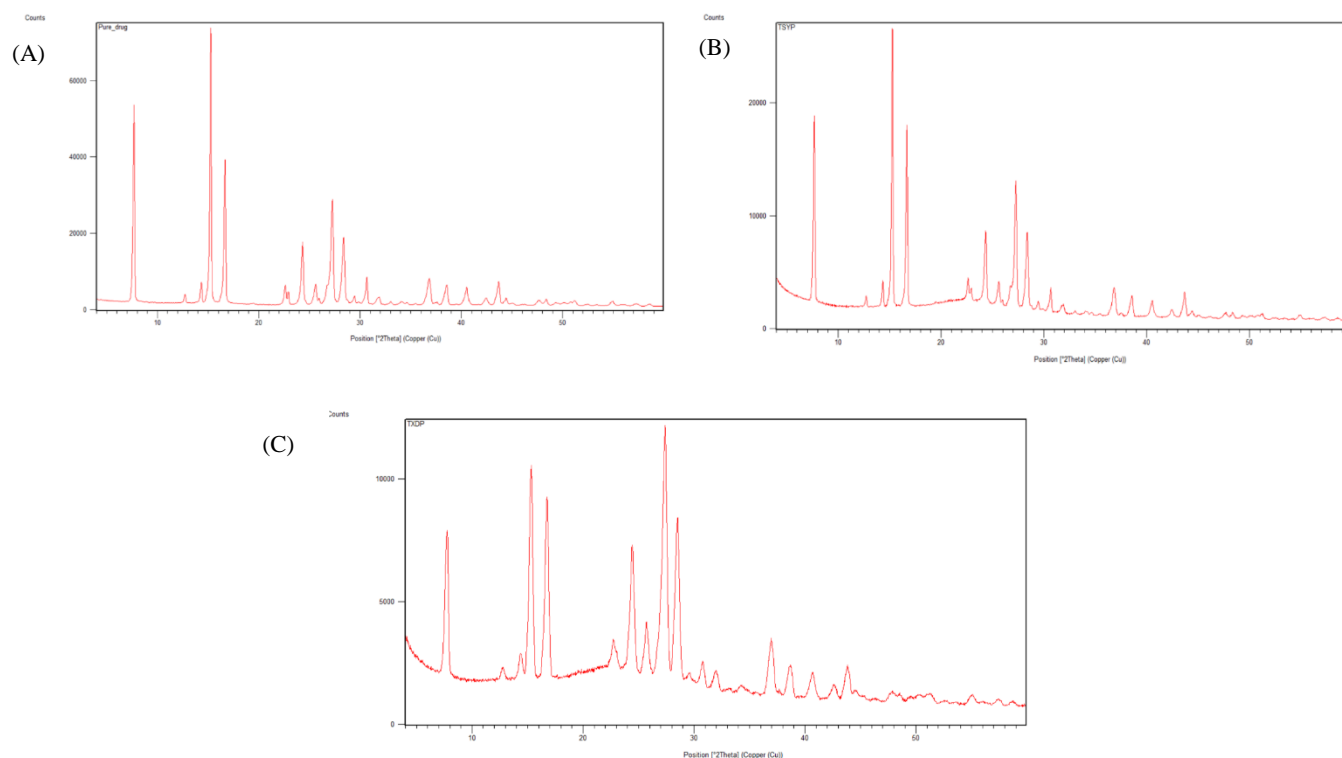 Counts
Pure_drug
(A)
60000
40000
20000
0
10
20
30
40
50
Position [°2Theta] (Copper (Cu))
Counts
TSYP
(B)
20000
10000
0
10
20
30
40
50
Position [°2Theta] (Copper (Cu))
Counts
TXDP
(C)
10000
5000
0
10
20
30
40
50
Position [°2Theta] (Copper (Cu))